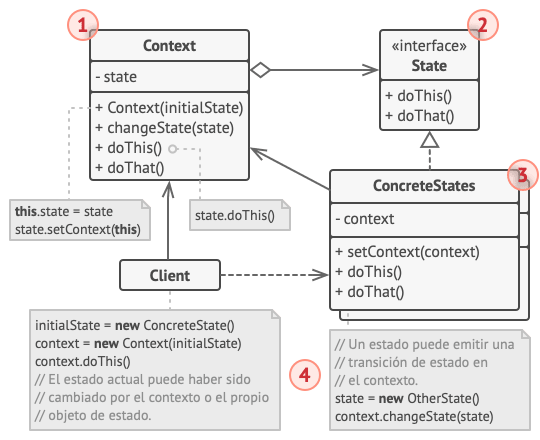 1
Context
- state
+ Context(initialState)
+ changeState(state)
+ doThis()
+ doThat()
2
«interface»
State
+ doThis()
+ doThat()
this.state = state
state.setContext(this)
state.doThis()
3
ConcreteStates
- context
+ setContext(context)
+ doThis()
+ doThat()
Client
initialState = new ConcreteState()
context = new Context(initialState)
context.doThis()
// El estado actual puede haber sido
// cambiado por el contexto o el propio
// objeto de estado.
4
// Un estado puede emitir una
// transición de estado en
// el contexto.
state = new OtherState()
context.changeState(state)